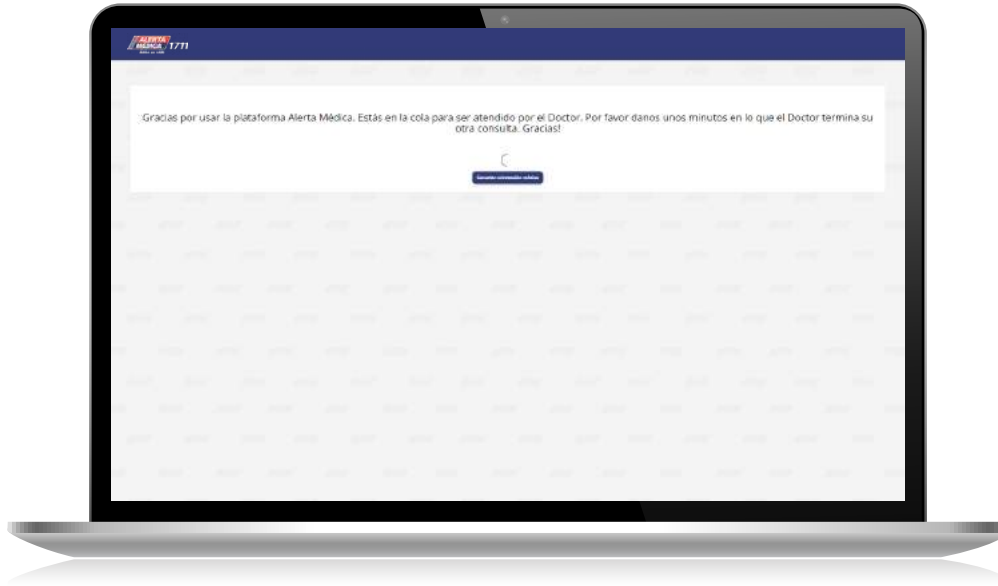 ALERTA
MÉDICA 1711
Gracias por usar la plataforma Alerta Médica. Estás en la cola para ser atendido por el Doctor. Por favor danos unos minutos en lo que el Doctor termina su
otra consulta. Gracias!